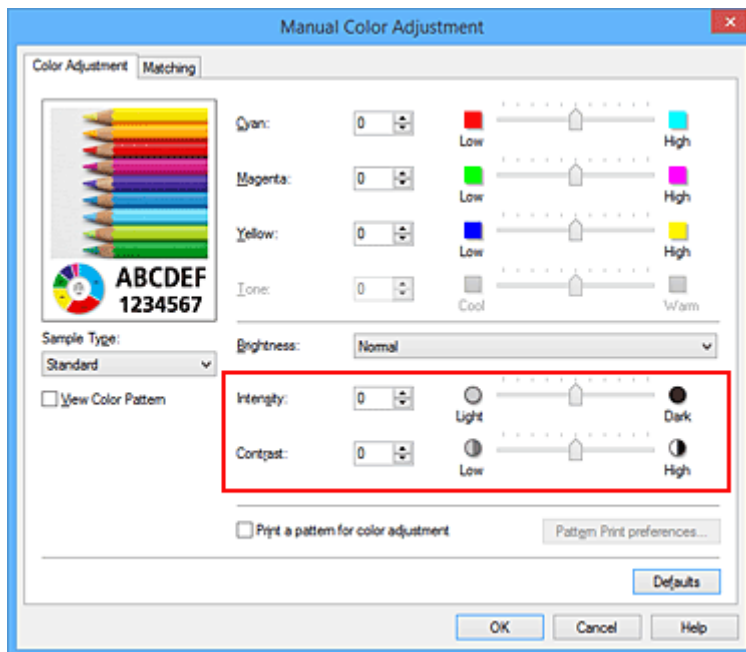 Manual Color Adjustment
Color Adjustment Matching
Cyan: 0 Low High
Magenta: 0 Low High
Yellow: 0 Low High
Tone: 0 Cool Warm
ABCDEF
1234567
Sample Type:
Standard
View Color Pattern
Brightness: Normal
Intensity: 0 Light Dark
Contrast: 0 Low High
Print a pattern for color adjustment Pattern Print preferences...
Defaults
OK Cancel Help